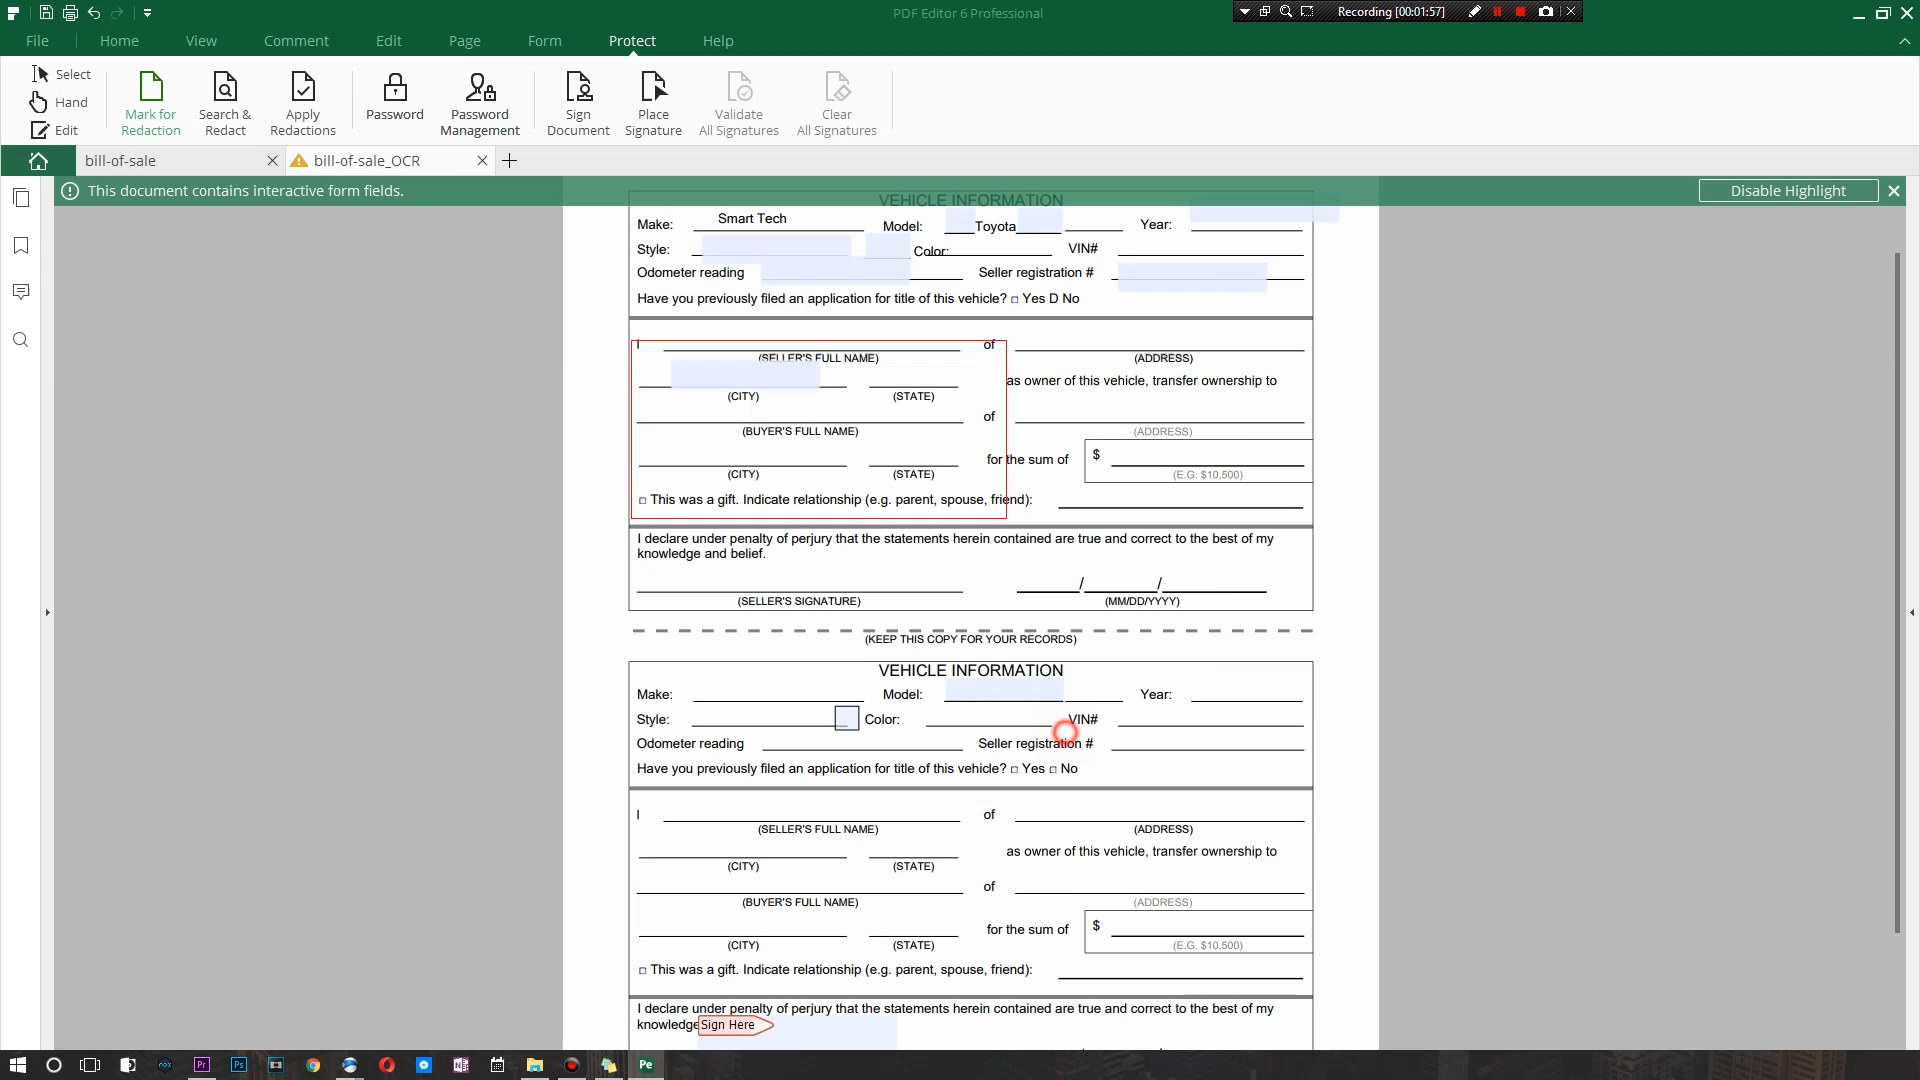 PDF Editor 6 Professional
Recording [00:01:57]
File Home View Comment Edit Page Form Protect Help
Select
Hand
Edit
Mark for Redaction
Search & Redact
Apply Redactions
Password
Password Management
Sign Document
Place Signature
Validate All Signatures
Clear All Signatures
bill-of-sale
bill-of-sale_OCR
This document contains interactive form fields.
Disable Highlight
VEHICLE INFORMATION
Make: Smart Tech Model: Toyota Year:
Style: Color: VIN#
Odometer reading Seller registration #
Have you previously filed an application for title of this vehicle? Yes D No
I of
(SELLER'S FULL NAME) (ADDRESS)
as owner of this vehicle, transfer ownership to
(CITY) (STATE)
of
(BUYER'S FULL NAME) (ADDRESS)
for the sum of $
(CITY) (STATE) (E.G. $10,500)
This was a gift. Indicate relationship (e.g. parent, spouse, friend):
I declare under penalty of perjury that the statements herein contained are true and correct to the best of my
knowledge and belief.
/ /
(SELLER'S SIGNATURE) (MM/DD/YYYY)
(KEEP THIS COPY FOR YOUR RECORDS)
VEHICLE INFORMATION
Make: Model: Year:
Style: Color: VIN#
Odometer reading Seller registration #
Have you previously filed an application for title of this vehicle? Yes No
I of
(SELLER'S FULL NAME) (ADDRESS)
as owner of this vehicle, transfer ownership to
(CITY) (STATE)
of
(BUYER'S FULL NAME) (ADDRESS)
for the sum of $
(CITY) (STATE) (E.G. $10,500)
This was a gift. Indicate relationship (e.g. parent, spouse, friend):
I declare under penalty of perjury that the statements herein contained are true and correct to the best of my
knowledge Sign Here
Pr Ps Pe